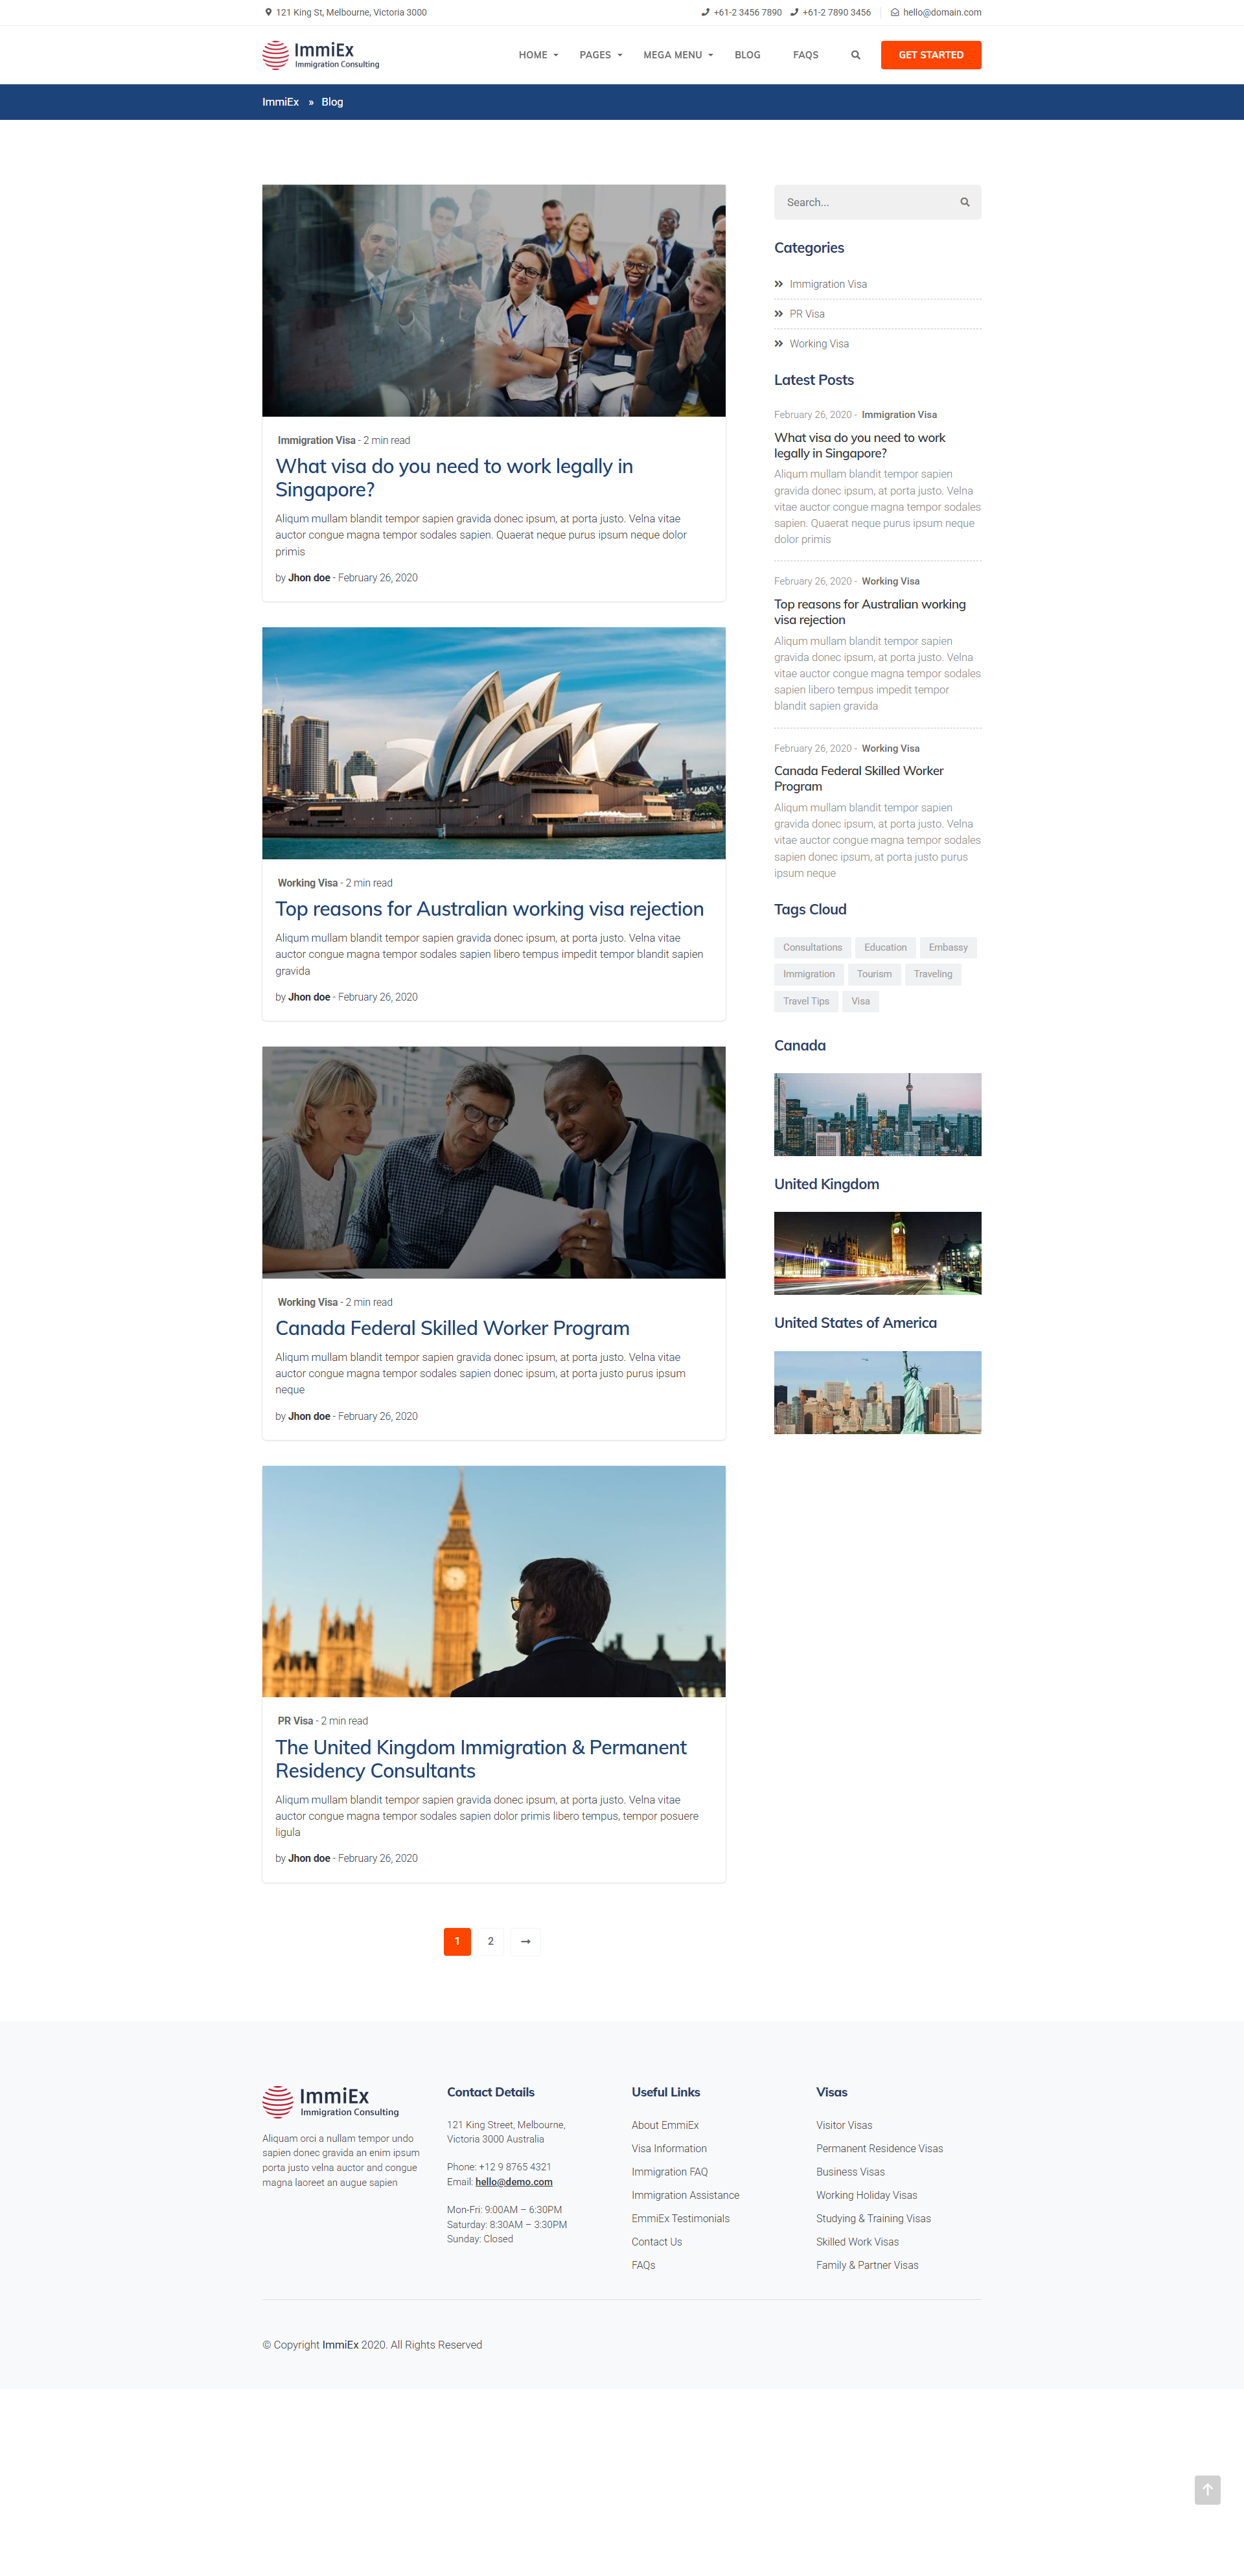 121 King St, Melbourne, Victoria 3000
+61-2 3456 7890 +61-2 7890 3456 hello@domain.com
ImmiEx
Immigration Consulting
HOME PAGES MEGA MENU BLOG FAQS GET STARTED
ImmiEx » Blog
Immigration Visa - 2 min read
What visa do you need to work legally in
Singapore?
Aliqum mullam blandit tempor sapien gravida donec ipsum, at porta justo. Velna vitae
auctor congue magna tempor sodales sapien. Quaerat neque purus ipsum neque dolor
primis
by Jhon doe - February 26, 2020
Working Visa - 2 min read
Top reasons for Australian working visa rejection
Aliqum mullam blandit tempor sapien gravida donec ipsum, at porta justo. Velna vitae
auctor congue magna tempor sodales sapien libero tempus impedit tempor blandit sapien
gravida
by Jhon doe - February 26, 2020
Working Visa - 2 min read
Canada Federal Skilled Worker Program
Aliqum mullam blandit tempor sapien gravida donec ipsum, at porta justo. Velna vitae
auctor congue magna tempor sodales sapien donec ipsum, at porta justo purus ipsum
neque
by Jhon doe - February 26, 2020
PR Visa - 2 min read
The United Kingdom Immigration & Permanent
Residency Consultants
Aliqum mullam blandit tempor sapien gravida donec ipsum, at porta justo. Velna vitae
auctor congue magna tempor sodales sapien dolor primis libero tempus, tempor posuere
ligula
by Jhon doe - February 26, 2020
1 2
Search...
Categories
Immigration Visa
PR Visa
Working Visa
Latest Posts
February 26, 2020 - Immigration Visa
What visa do you need to work
legally in Singapore?
Aliqum mullam blandit tempor sapien
gravida donec ipsum, at porta justo. Velna
vitae auctor congue magna tempor sodales
sapien. Quaerat neque purus ipsum neque
dolor primis
February 26, 2020 - Working Visa
Top reasons for Australian working
visa rejection
Aliqum mullam blandit tempor sapien
gravida donec ipsum, at porta justo. Velna
vitae auctor congue magna tempor sodales
sapien libero tempus impedit tempor
blandit sapien gravida
February 26, 2020 - Working Visa
Canada Federal Skilled Worker
Program
Aliqum mullam blandit tempor sapien
gravida donec ipsum, at porta justo. Velna
vitae auctor congue magna tempor sodales
sapien donec ipsum, at porta justo purus
ipsum neque
Tags Cloud
Consultations Education Embassy
Immigration Tourism Traveling
Travel Tips Visa
Canada
United Kingdom
United States of America
ImmiEx
Immigration Consulting
Aliquam orci a nullam tempor undo
sapien donec gravida an enim ipsum
porta justo velna auctor and congue
magna laoreet an augue sapien
Contact Details
121 King Street, Melbourne,
Victoria 3000 Australia
Phone: +12 9 8765 4321
Email: hello@demo.com
Mon-Fri: 9:00AM – 6:30PM
Saturday: 8:30AM – 3:30PM
Sunday: Closed
Useful Links
About EmmiEx
Visa Information
Immigration FAQ
Immigration Assistance
EmmiEx Testimonials
Contact Us
FAQs
Visas
Visitor Visas
Permanent Residence Visas
Business Visas
Working Holiday Visas
Studying & Training Visas
Skilled Work Visas
Family & Partner Visas
© Copyright ImmiEx 2020. All Rights Reserved